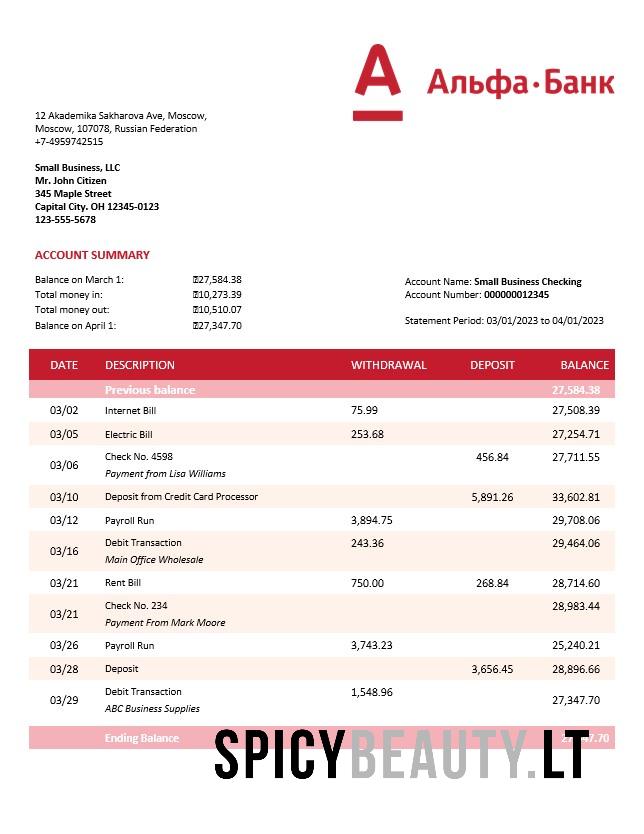 A
Альфа·Банк
12 Akademika Sakharova Ave, Moscow,
Moscow, 107078, Russian Federation
+7-4959742515
Small Business, LLC
Mr. John Citizen
345 Maple Street
Capital City. OH 12345-0123
123-555-5678
ACCOUNT SUMMARY
Balance on March 1: 27,584.38
Total money in: 10,273.39
Total money out: 10,510.07
Balance on April 1: 27,347.70
Account Name: Small Business Checking
Account Number: 000000012345
Statement Period: 03/01/2023 to 04/01/2023
DATE DESCRIPTION WITHDRAWAL DEPOSIT BALANCE
Previous balance 27,584.38
03/02 Internet Bill 75.99 27,508.39
03/05 Electric Bill 253.68 27,254.71
03/06 Check No. 4598 456.84 27,711.55
Payment from Lisa Williams
03/10 Deposit from Credit Card Processor 5,891.26 33,602.81
03/12 Payroll Run 3,894.75 29,708.06
03/16 Debit Transaction 243.36 29,464.06
Main Office Wholesale
03/21 Rent Bill 750.00 268.84 28,714.60
03/21 Check No. 234 28,983.44
Payment From Mark Moore
03/26 Payroll Run 3,743.23 25,240.21
03/28 Deposit 3,656.45 28,896.66
03/29 Debit Transaction 1,548.96 27,347.70
ABC Business Supplies
Ending Balance
SPICYBEAUTY.LT